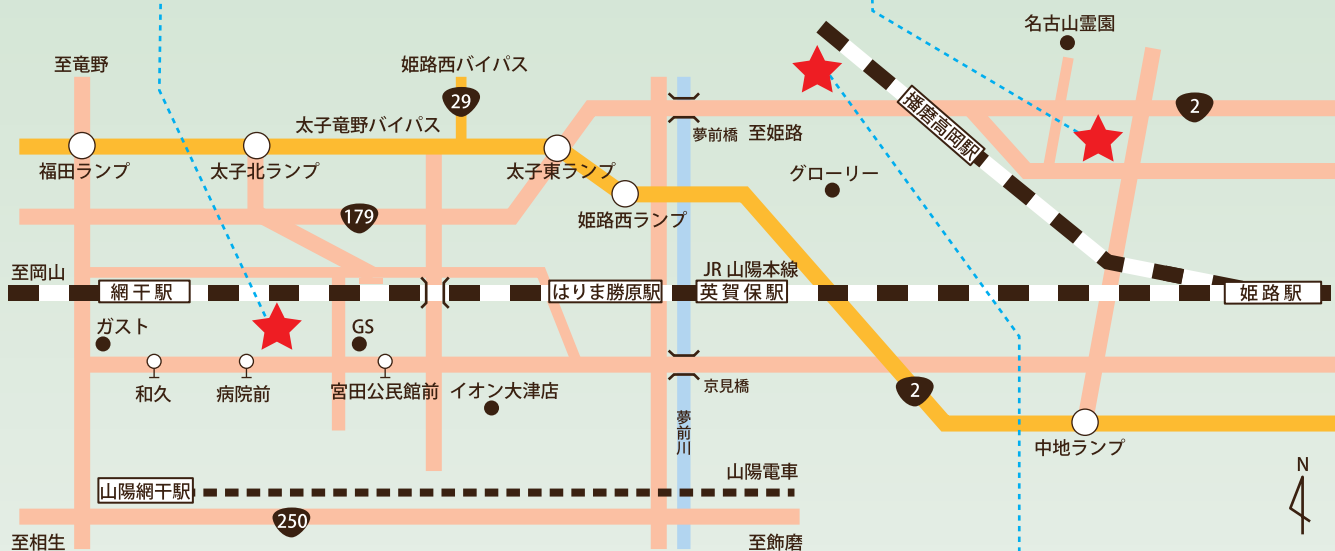 名古山霊園
至竜野
姫路西バイパス
29
2
太子竜野バイパス
夢前橋
至姫路
播磨高岡駅
福田ランプ
太子北ランプ
太子東ランプ
グローリー
179
姫路西ランプ
至岡山
JR 山陽本線
網干駅
はりま勝原駅
英賀保駅
姫路駅
ガスト
GS
和久
病院前
宮田公民館前
イオン大津店
京見橋
2
夢前川
中地ランプ
山陽電車
N
山陽網干駅
250
至相生
至飾磨